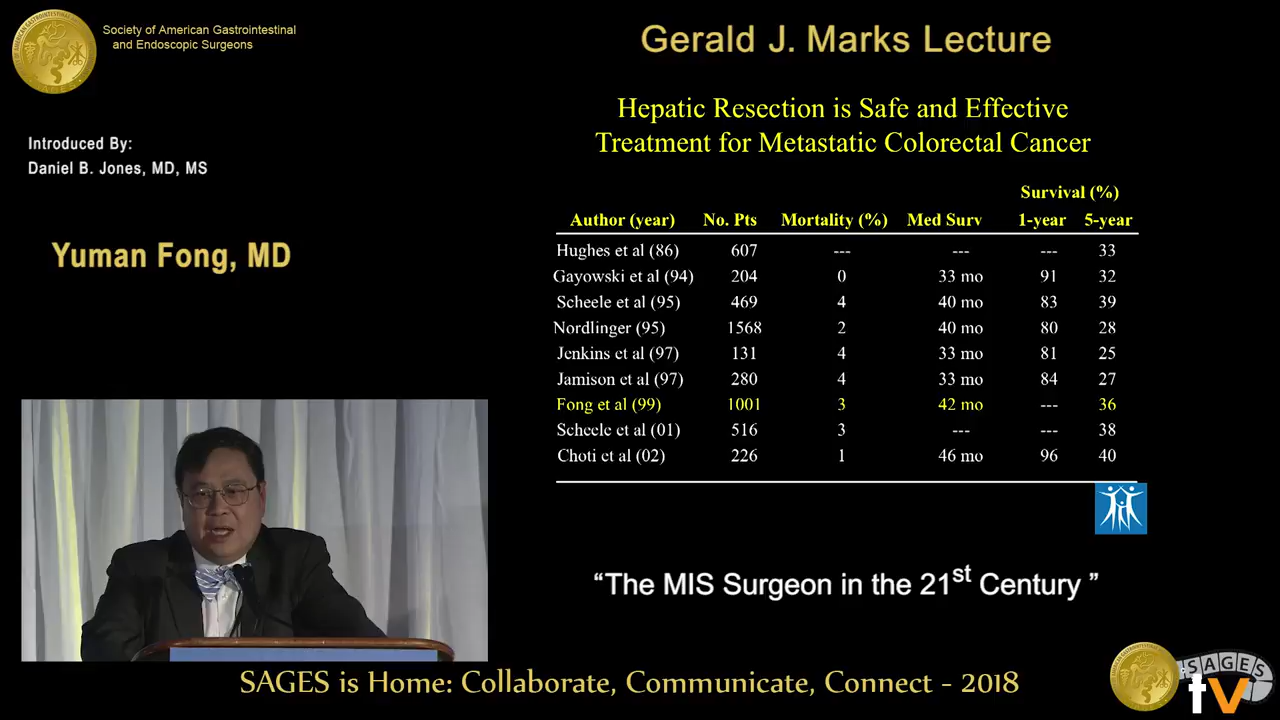 Society of American Gastrointestinal
and Endoscopic Surgeons
Introduced By:
Daniel B. Jones, MD, MS
Yuman Fong, MD
Gerald J. Marks Lecture
Hepatic Resection is Safe and Effective
Treatment for Metastatic Colorectal Cancer
Survival (%)
Author (year) No. Pts Mortality (%) Med Surv 1-year 5-year
Hughes et al (86) 607 --- --- --- 33
Gayowski et al (94) 204 0 33 mo 91 32
Scheele et al (95) 469 4 40 mo 83 39
Nordlinger (95) 1568 2 40 mo 80 28
Jenkins et al (97) 131 4 33 mo 81 25
Jamison et al (97) 280 4 33 mo 84 27
Fong et al (99) 1001 3 42 mo --- 36
Scheele et al (01) 516 3 --- --- 38
Choti et al (02) 226 1 46 mo 96 40
“The MIS Surgeon in the 21st Century ”
SAGES is Home: Collaborate, Communicate, Connect - 2018
SAGES
tv